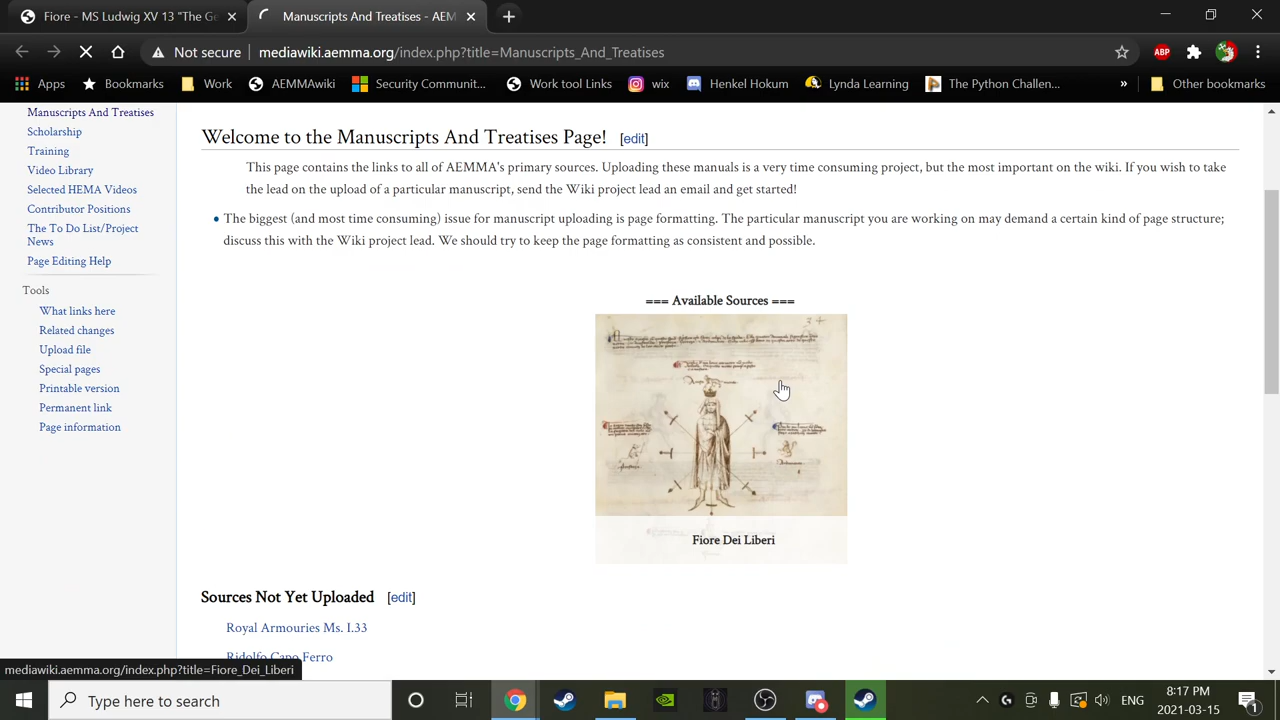 Fiore - MS Ludwig XV 13 "The Ge
Manuscripts And Treatises - AEM
Not secure
mediawiki.aemma.org/index.php?title=Manuscripts_And_Treatises
ABP
Apps
Bookmarks
Work
AEMMAwiki
Security Communit...
Work tool Links
wix
Henkel Hokum
Lynda Learning
The Python Challen...
»
Other bookmarks
Manuscripts And Treatises
Scholarship
Training
Video Library
Selected HEMA Videos
Contributor Positions
The To Do List/Project
News
Page Editing Help
Tools
What links here
Related changes
Upload file
Special pages
Printable version
Permanent link
Page information
Welcome to the Manuscripts And Treatises Page! [edit]
This page contains the links to all of AEMMA's primary sources. Uploading these manuals is a very time consuming project, but the most important on the wiki. If you wish to take
the lead on the upload of a particular manuscript, send the Wiki project lead an email and get started!
The biggest (and most time consuming) issue for manuscript uploading is page formatting. The particular manuscript you are working on may demand a certain kind of page structure;
discuss this with the Wiki project lead. We should try to keep the page formatting as consistent and possible.
=== Available Sources ===
Fiore Dei Liberi
Sources Not Yet Uploaded [edit]
Royal Armouries Ms. I.33
Ridolfo Capo Ferro
mediawiki.aemma.org/index.php?title=Fiore_Dei_Liberi
Type here to search
ENG
8:17 PM
2021-03-15
1